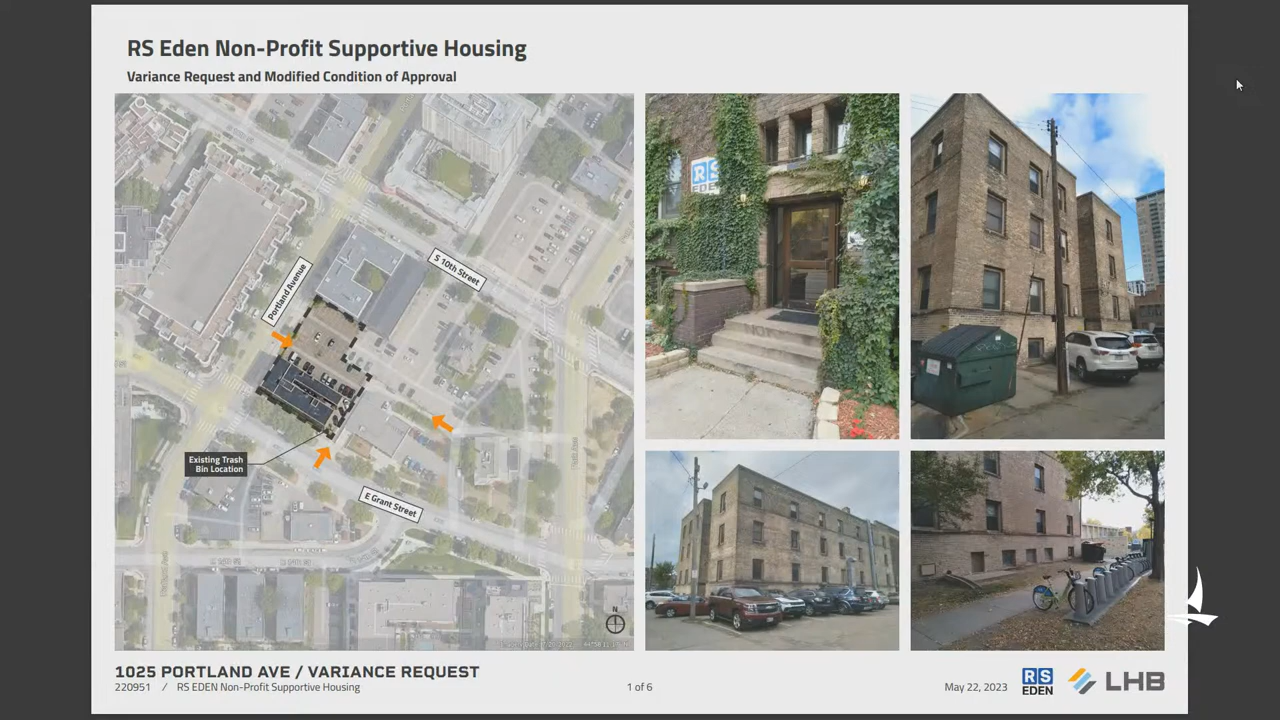 RS Eden Non-Profit Supportive Housing
Variance Request and Modified Condition of Approval
Portland Avenue
S 10th Street
Existing Trash
Bin Location
E Grant Street
N
RS
EDEN
1025 PORTLAND AVE / VARIANCE REQUEST
220951 / RS EDEN Non-Profit Supportive Housing
1 of 6
May 22, 2023
RS
EDEN
LHB